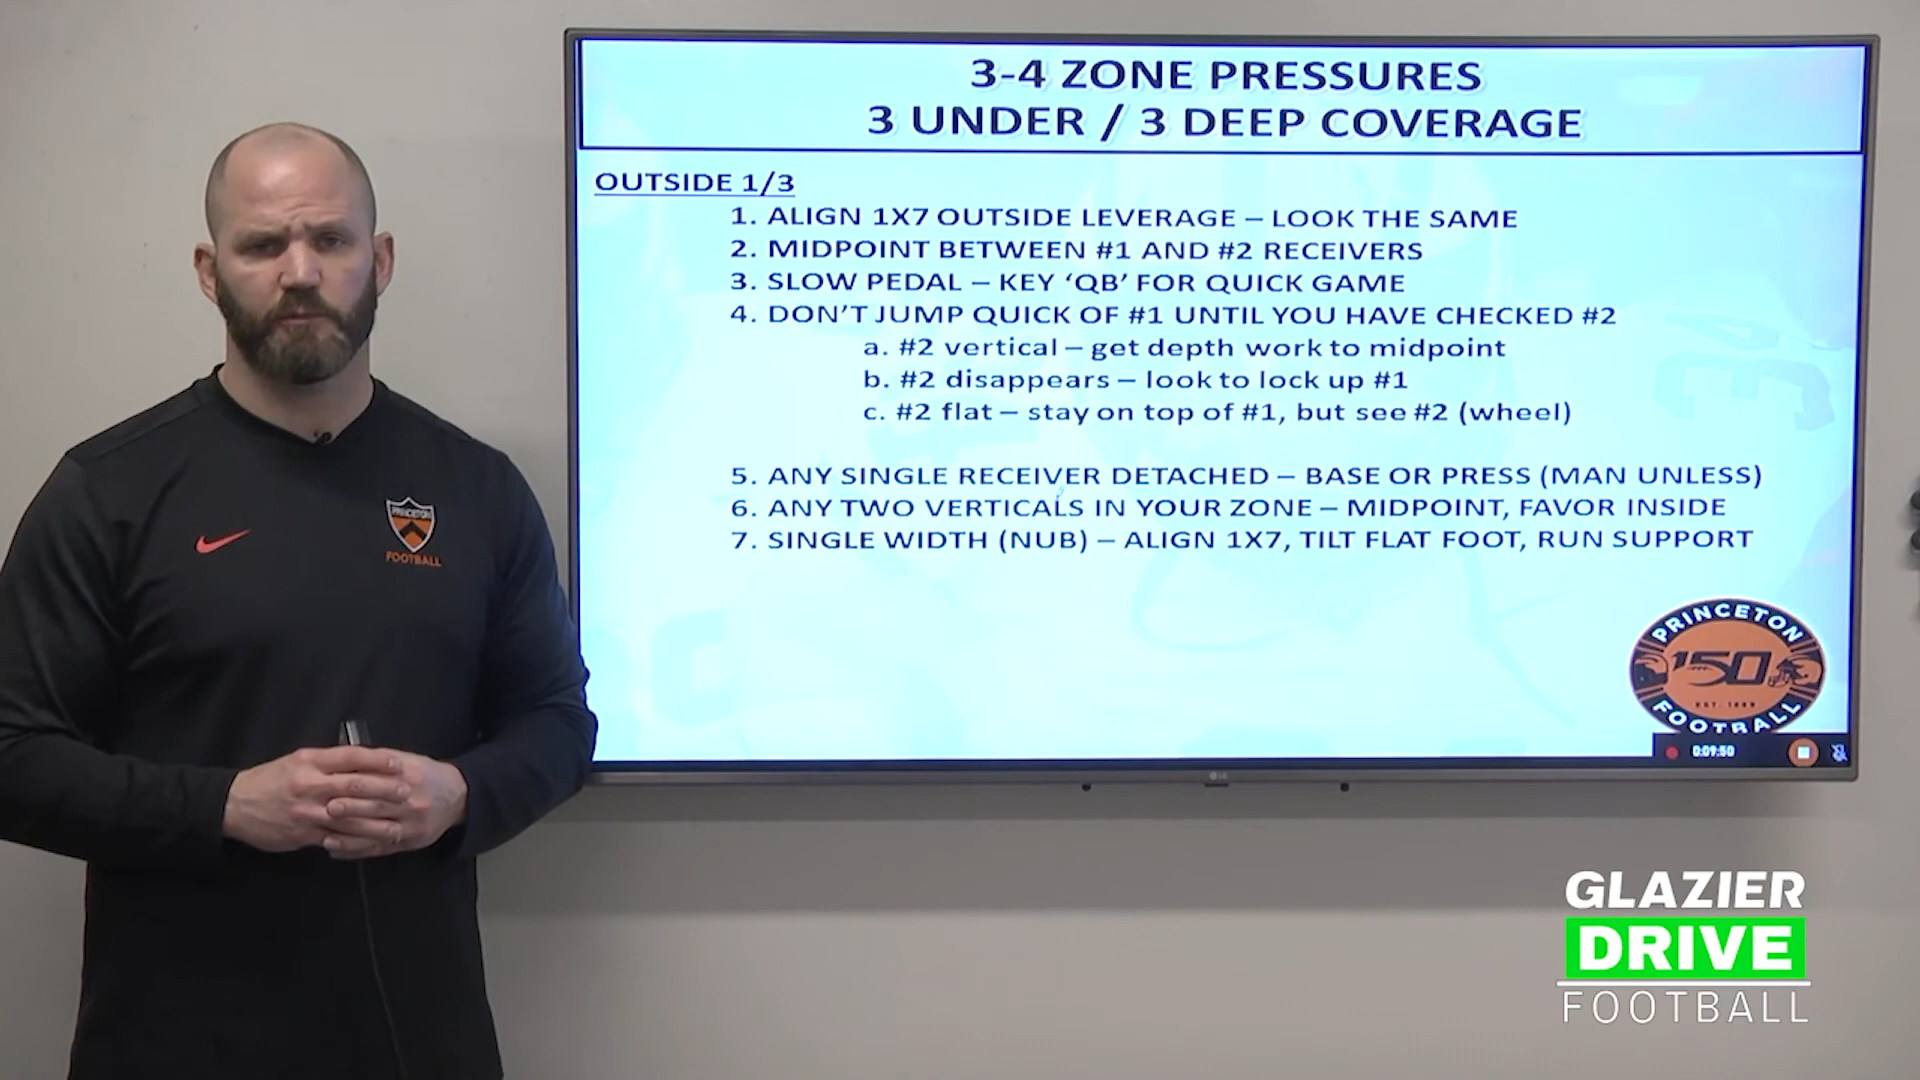 3-4 ZONE PRESSURES
3 UNDER / 3 DEEP COVERAGE
OUTSIDE 1/3
1. ALIGN 1X7 OUTSIDE LEVERAGE – LOOK THE SAME
2. MIDPOINT BETWEEN #1 AND #2 RECEIVERS
3. SLOW PEDAL – KEY ‘QB’ FOR QUICK GAME
4. DON’T JUMP QUICK OF #1 UNTIL YOU HAVE CHECKED #2
a. #2 vertical – get depth work to midpoint
b. #2 disappears – look to lock up #1
c. #2 flat – stay on top of #1, but see #2 (wheel)
5. ANY SINGLE RECEIVER DETACHED – BASE OR PRESS (MAN UNLESS)
6. ANY TWO VERTICALS IN YOUR ZONE – MIDPOINT, FAVOR INSIDE
7. SINGLE WIDTH (NUB) – ALIGN 1X7, TILT FLAT FOOT, RUN SUPPORT
PRINCETON
FOOTBALL
PRINCETON
150
EST. 1869
FOOTBALL
0:09:50
LG
GLAZIER
DRIVE
FOOTBALL